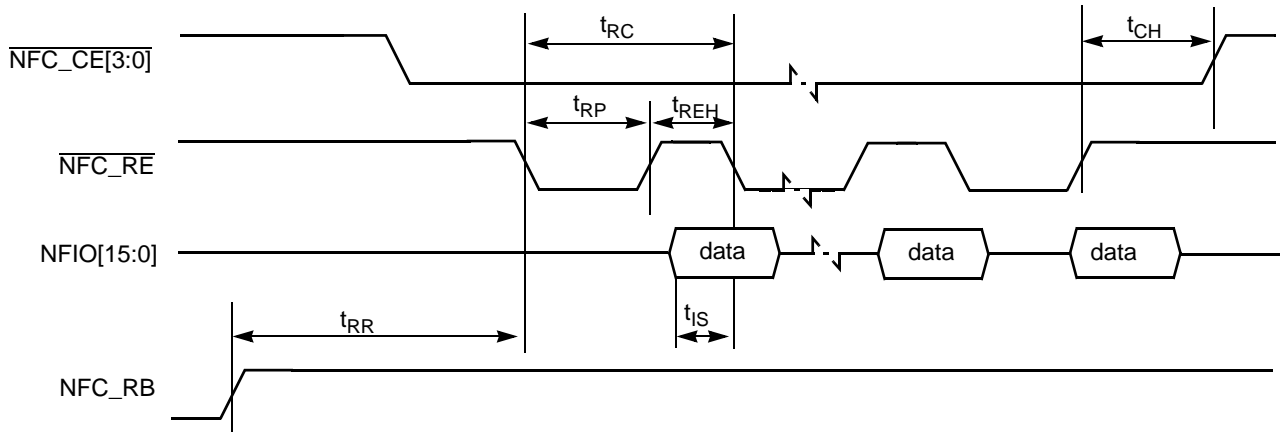 tRC
tCH
NFC_CE[3:0]
tRP
tREH
NFC_RE
NFIO[15:0]
data
data
data
tIS
tRR
NFC_RB